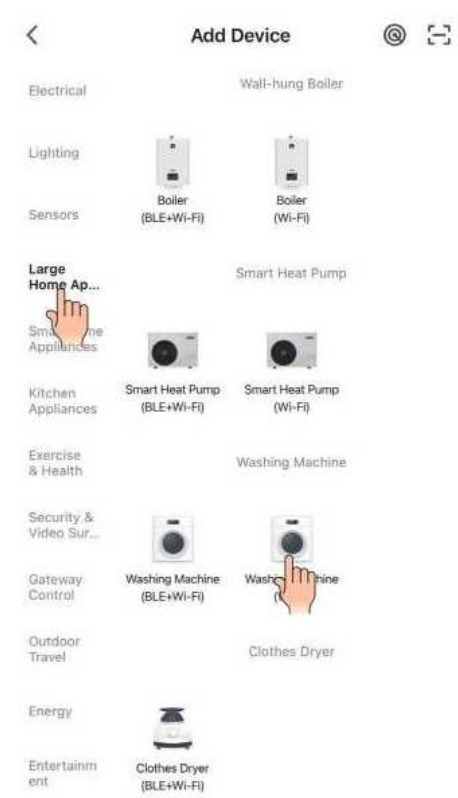 Add Device
Electrical
Lighting
Sensors
Large
Home Ap...
Appliances
Kitchen
Appliances
Exercise
& Health
Security &
Video Sur...
Gateway
Control
Outdoor
Travel
Energy
Entertainm
ent
Wall-hung Boiler
Boiler
(BLE+Wi-Fi)
Boiler
(Wi-Fi)
Smart Heat Pump
Smart Heat Pump
(BLE+Wi-Fi)
Smart Heat Pump
(Wi-Fi)
Washing Machine
Washing Machine
(BLE+Wi-Fi)
Clothes Dryer
Clothes Dryer
(BLE+Wi-Fi)